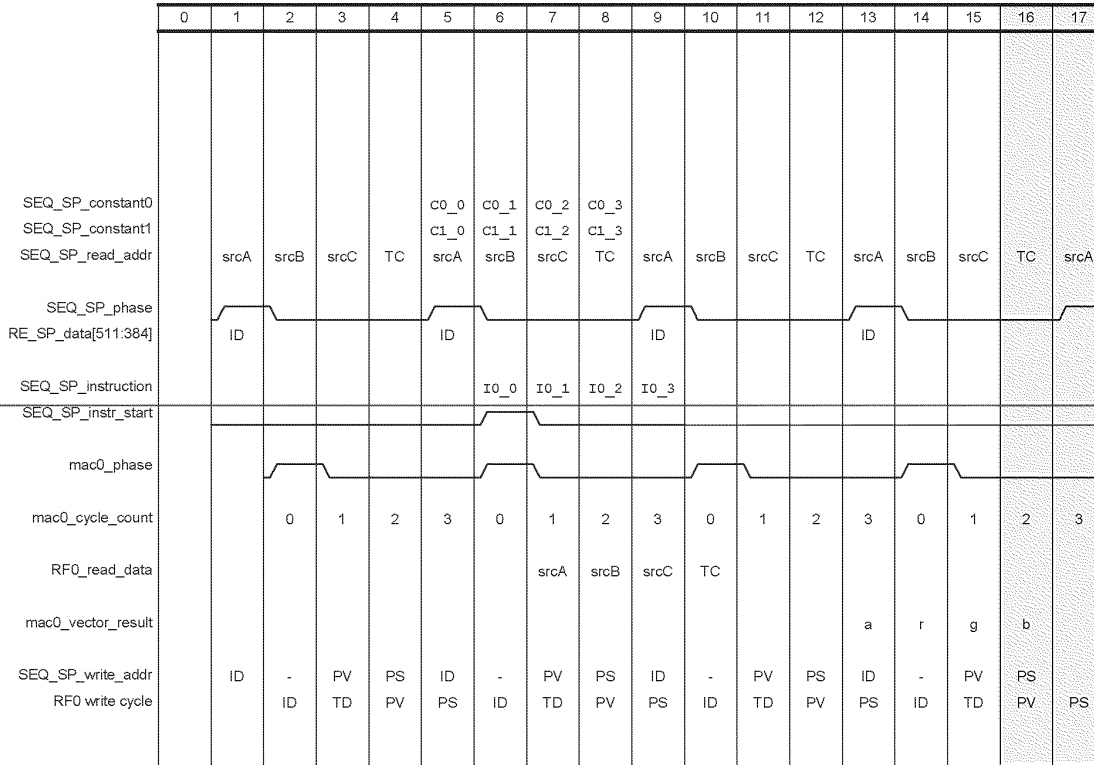 0 1 2 3 4 5 6 7 8 9 10 11 12 13 14 15 16 17
SEQ_SP_constant0 C0_0 C0_1 C0_2 C0_3
SEQ_SP_constant1 C1_0 C1_1 C1_2 C1_3
SEQ_SP_read_addr srcA srcB srcC TC srcA srcB srcC TC srcA srcB srcC TC srcA srcB srcC TC srcA
SEQ_SP_phase
RE_SP_data[511:384] ID ID ID ID
SEQ_SP_instruction I0_0 I0_1 I0_2 I0_3
SEQ_SP_instr_start
mac0_phase
mac0_cycle_count 0 1 2 3 0 1 2 3 0 1 2 3 0 1 2 3
RF0_read_data srcA srcB srcC TC
mac0_vector_result a r g b
SEQ_SP_write_addr ID - PV PS ID - PV PS ID - PV PS ID - PV PS
RF0 write cycle ID TD PV PS ID TD PV PS ID TD PV PS ID TD PV PS